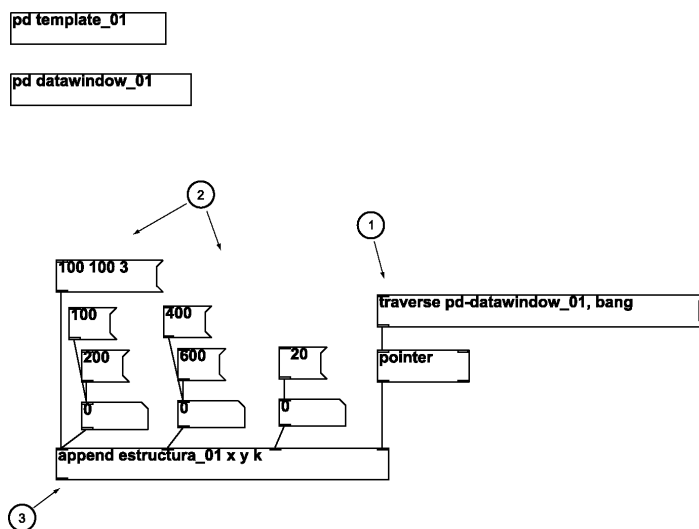 pd template_01
pd datawindow_01
2
1
100 100 3
traverse pd-datawindow_01, bang
100
400
200
600
20
pointer
0
0
0
append estructura_01 x y k
3